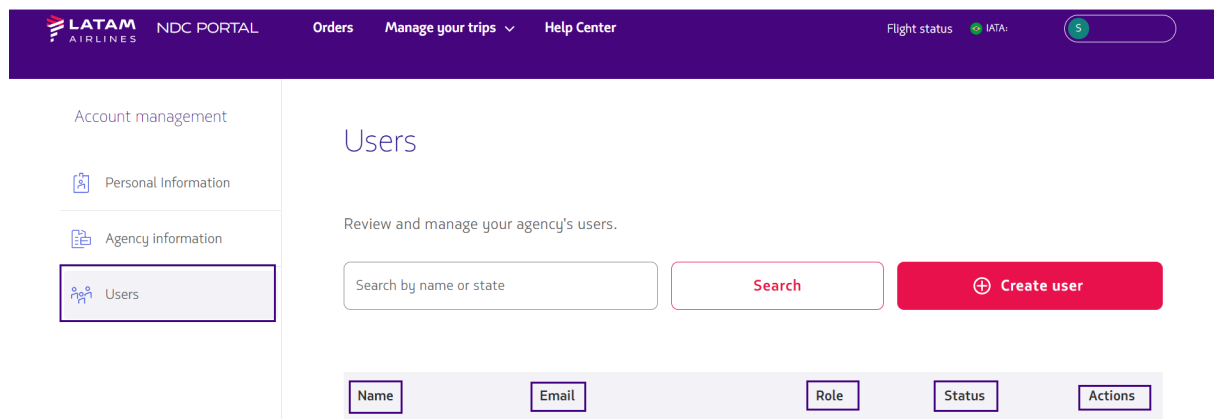 LATAM AIRLINES NDC PORTAL Orders Manage your trips Help Center Flight status IATA: S
Account management
Personal Information
Agency information
Users
Users
Review and manage your agency's users.
Search by name or state Search Create user
Name Email Role Status Actions